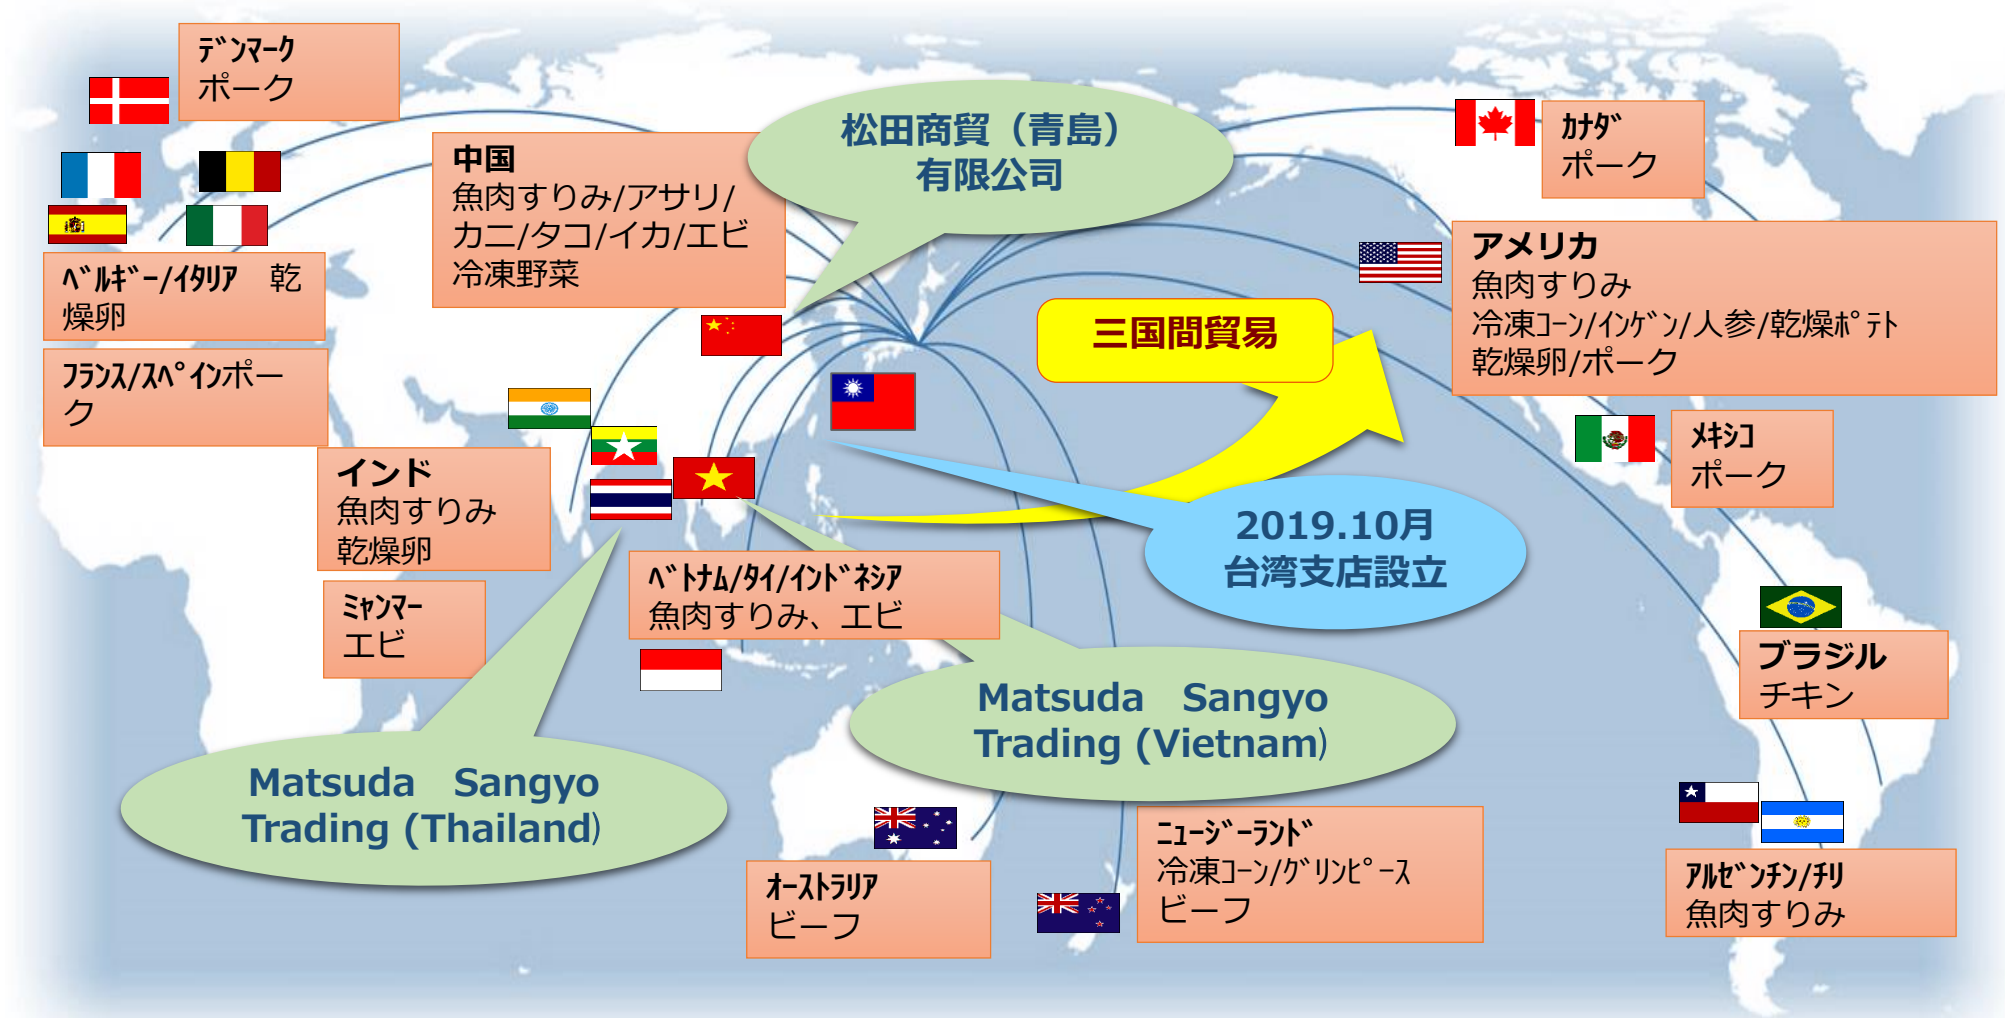 ﾃﾞﾝﾏｰｸ
ポーク
中国
魚肉すりみ/アサリ/
カニ/タコ/イカ/エビ
冷凍野菜
松田商貿（青島）
有限公司
ｶﾅﾀﾞ
ポーク
ﾍﾞﾙｷﾞｰ/ｲﾀﾘｱ　乾
燥卵
ﾌﾗﾝｽ/ｽﾍﾟｲﾝポー
ク
三国間貿易
アメリカ
魚肉すりみ
冷凍ｺｰﾝ/ｲﾝｹﾞﾝ/人参/乾燥ﾎﾟﾃﾄ
乾燥卵/ポーク
ﾒｷｼｺ
ポーク
インド
魚肉すりみ
乾燥卵
ﾐｬﾝﾏｰ
エビ
ﾍﾞﾄﾅﾑ/ﾀｲ/ｲﾝﾄﾞﾈｼｱ
魚肉すりみ、エビ
2019.10月
台湾支店設立
ブラジル
チキン
Matsuda　Sangyo
Trading (Vietnam)
Matsuda　Sangyo
Trading (Thailand)
ｵｰｽﾄﾗﾘｱ
ビーフ
ﾆｭｰｼﾞｰﾗﾝﾄﾞ
冷凍ｺｰﾝ/ｸﾞﾘﾝﾋﾟｰｽ
ビーフ
ｱﾙｾﾞﾝﾁﾝ/ﾁﾘ
魚肉すりみ